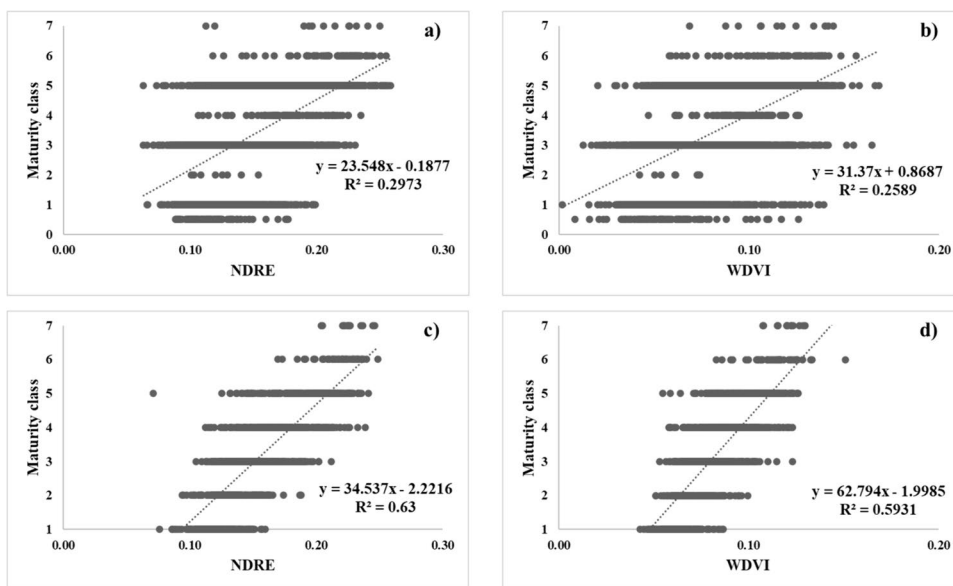 a)
Maturity class
7
6
5
4
3
2
1
0
y = 23.548x - 0.1877
R² = 0.2973
0.00 0.10 0.20 0.30
NDRE
b)
Maturity class
7
6
5
4
3
2
1
0
y = 31.37x + 0.8687
R² = 0.2589
0.00 0.10 0.20
WDVI
c)
Maturity class
7
6
5
4
3
2
1
y = 34.537x - 2.2216
R² = 0.63
0.00 0.10 0.20 0.30
NDRE
d)
Maturity class
7
6
5
4
3
2
1
y = 62.794x - 1.9985
R² = 0.5931
0.00 0.10 0.20
WDVI